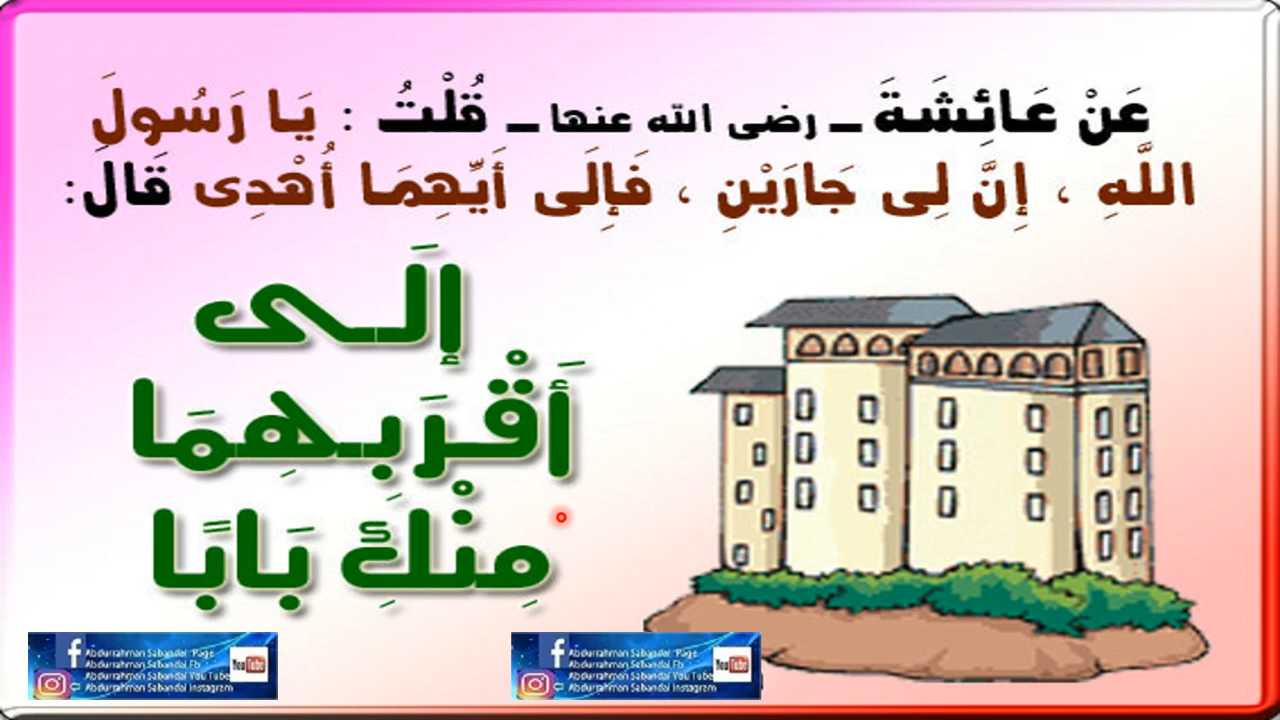 عَنْ عَائِشَةَ ـ رضى الله عنها ـ قُلْتُ : يَا رَسُولَ
اللَّهِ ، إِنَّ لِى جَارَيْنِ ، فَإِلَى أَيِّهِمَا أُهْدِى قَالَ:
إِلَـى
أَقْـرَبِـهِمَا
مِنْكِ بَابًا
Abdurrahman Sabandal Page
Abdurrahman Sabandal Fb
Abdurrahman Sabandal You Tube
Abdurrahman Sabandal Instagram
YouTube
Abdurrahman Sabandal Page
Abdurrahman Sabandal Fb
Abdurrahman Sabandal You Tube
Abdurrahman Sabandal Instagram
YouTube